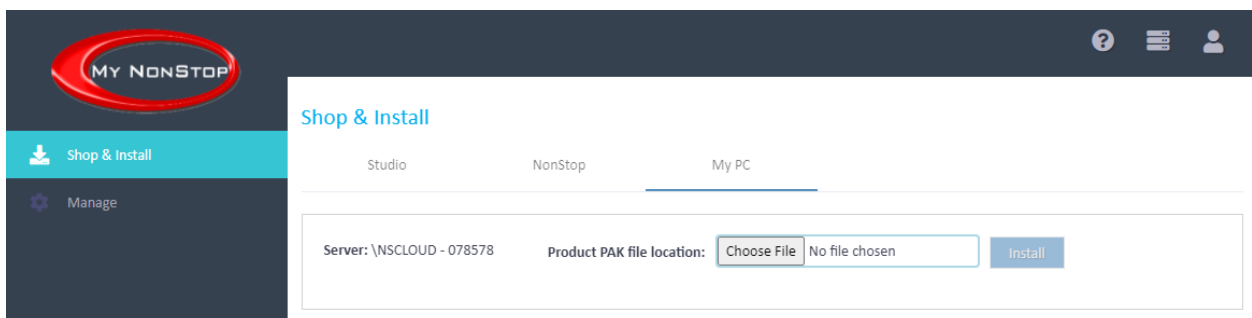 MY NONSTOP
Shop & Install
Shop & Install
Studio NonStop My PC
Manage
Server: \NSCLOUD - 078578 Product PAK file location: Choose File No file chosen Install